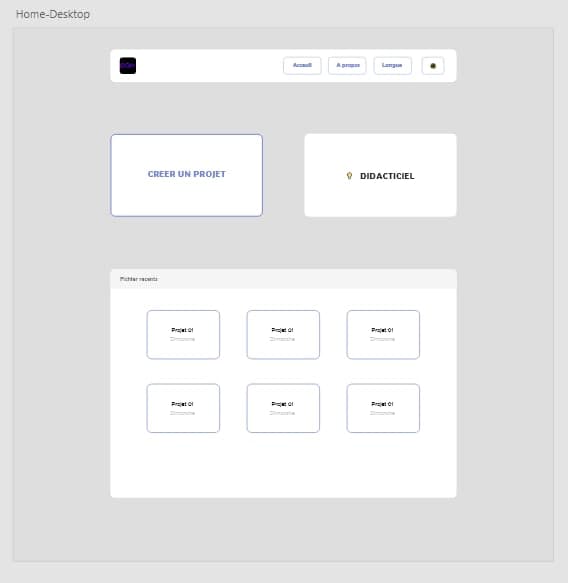 Home-Desktop
Accueil
A propos
Langue
CREER UN PROJET
DIDACTICIEL
Fichier recents
Projet 01
Dimanche
Projet 01
Dimanche
Projet 01
Dimanche
Projet 01
Dimanche
Projet 01
Dimanche
Projet 01
Dimanche